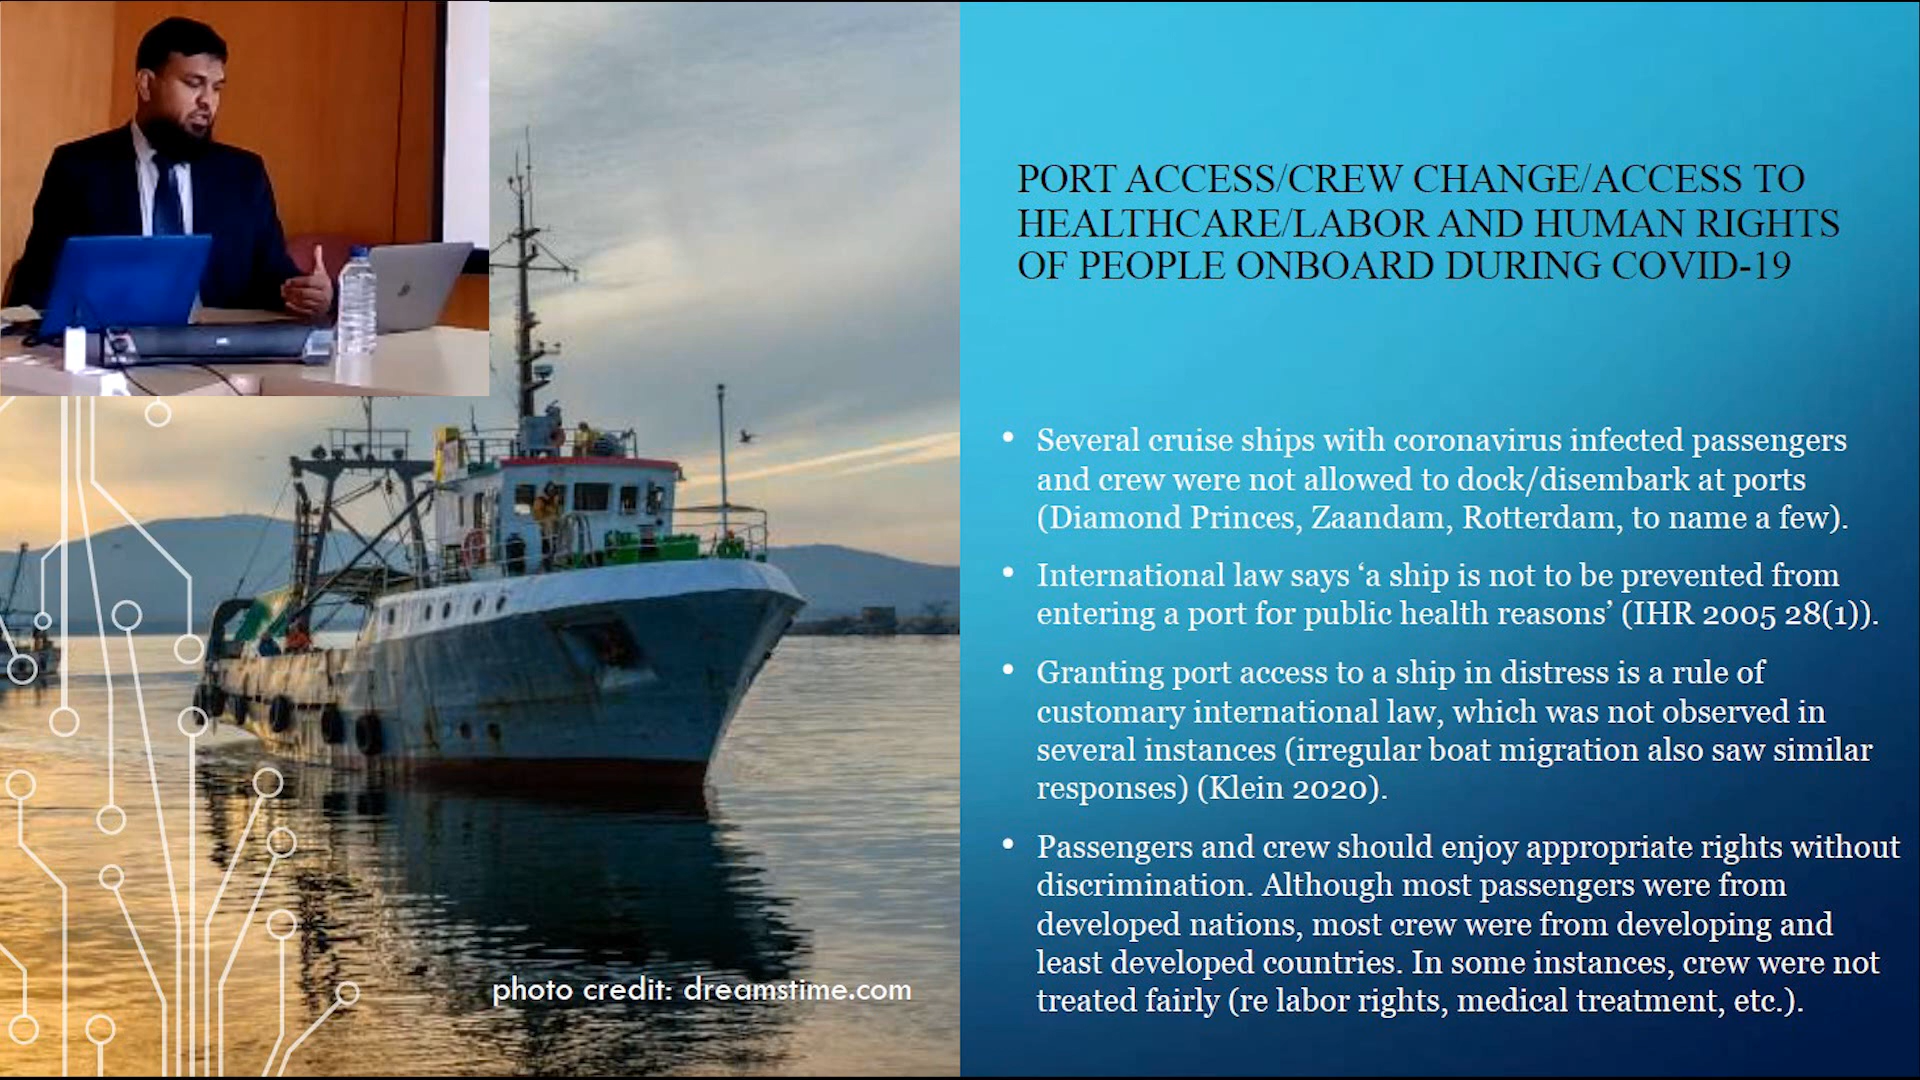 PORT ACCESS/CREW CHANGE/ACCESS TO
HEALTHCARE/LABOR AND HUMAN RIGHTS
OF PEOPLE ONBOARD DURING COVID-19
• Several cruise ships with coronavirus infected passengers
and crew were not allowed to dock/disembark at ports
(Diamond Princes, Zaandam, Rotterdam, to name a few).
• International law says ‘a ship is not to be prevented from
entering a port for public health reasons’ (IHR 2005 28(1)).
• Granting port access to a ship in distress is a rule of
customary international law, which was not observed in
several instances (irregular boat migration also saw similar
responses) (Klein 2020).
• Passengers and crew should enjoy appropriate rights without
discrimination. Although most passengers were from
developed nations, most crew were from developing and
least developed countries. In some instances, crew were not
treated fairly (re labor rights, medical treatment, etc.).
photo credit: dreamstime.com